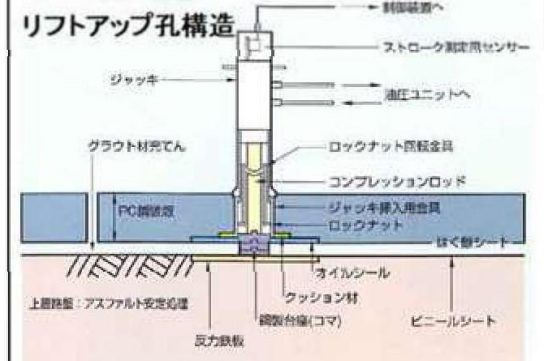 リフトアップ孔構造
制御装置へ
ストローク測定用センサー
ジャッキ
油圧ユニットへ
グラウト材充てん
ロックナット回転金具
コンプレッションロッド
PC舗装版
ジャッキ挿入用金具
ロックナット
はく離シート
オイルシール
クッション材
上層路盤:アスファルト安定処理
鋼製台座(コマ)
ビニールシート
反力鉄板